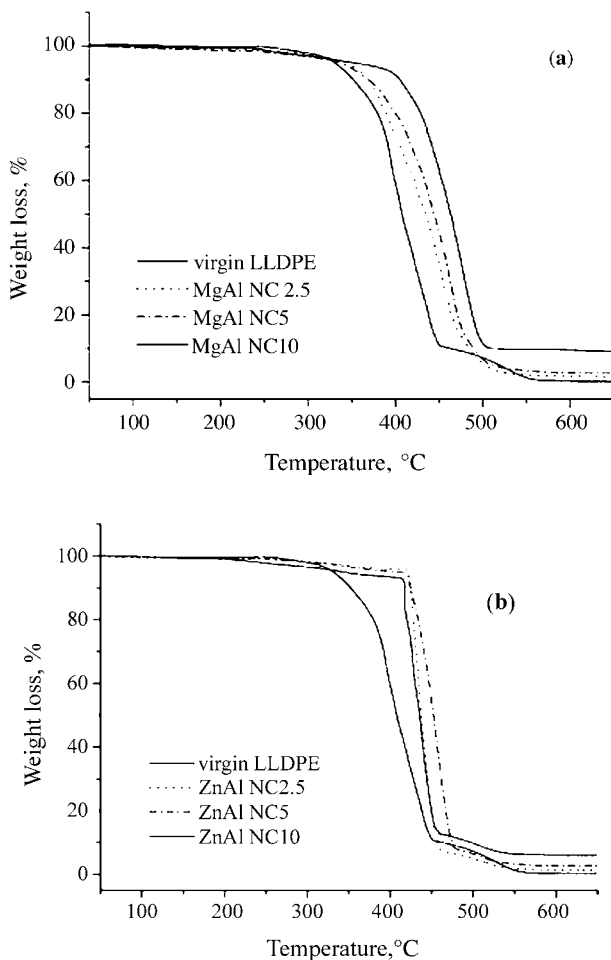 (a)
100
80
60
40
20
0
Weight loss, %
virgin LLDPE
MgAl NC 2.5
MgAl NC5
MgAl NC10
100 200 300 400 500 600
Temperature, °C
(b)
100
80
60
40
20
0
Weight loss, %
virgin LLDPE
ZnAl NC2.5
ZnAl NC5
ZnAl NC10
100 200 300 400 500 600
Temperature,°C